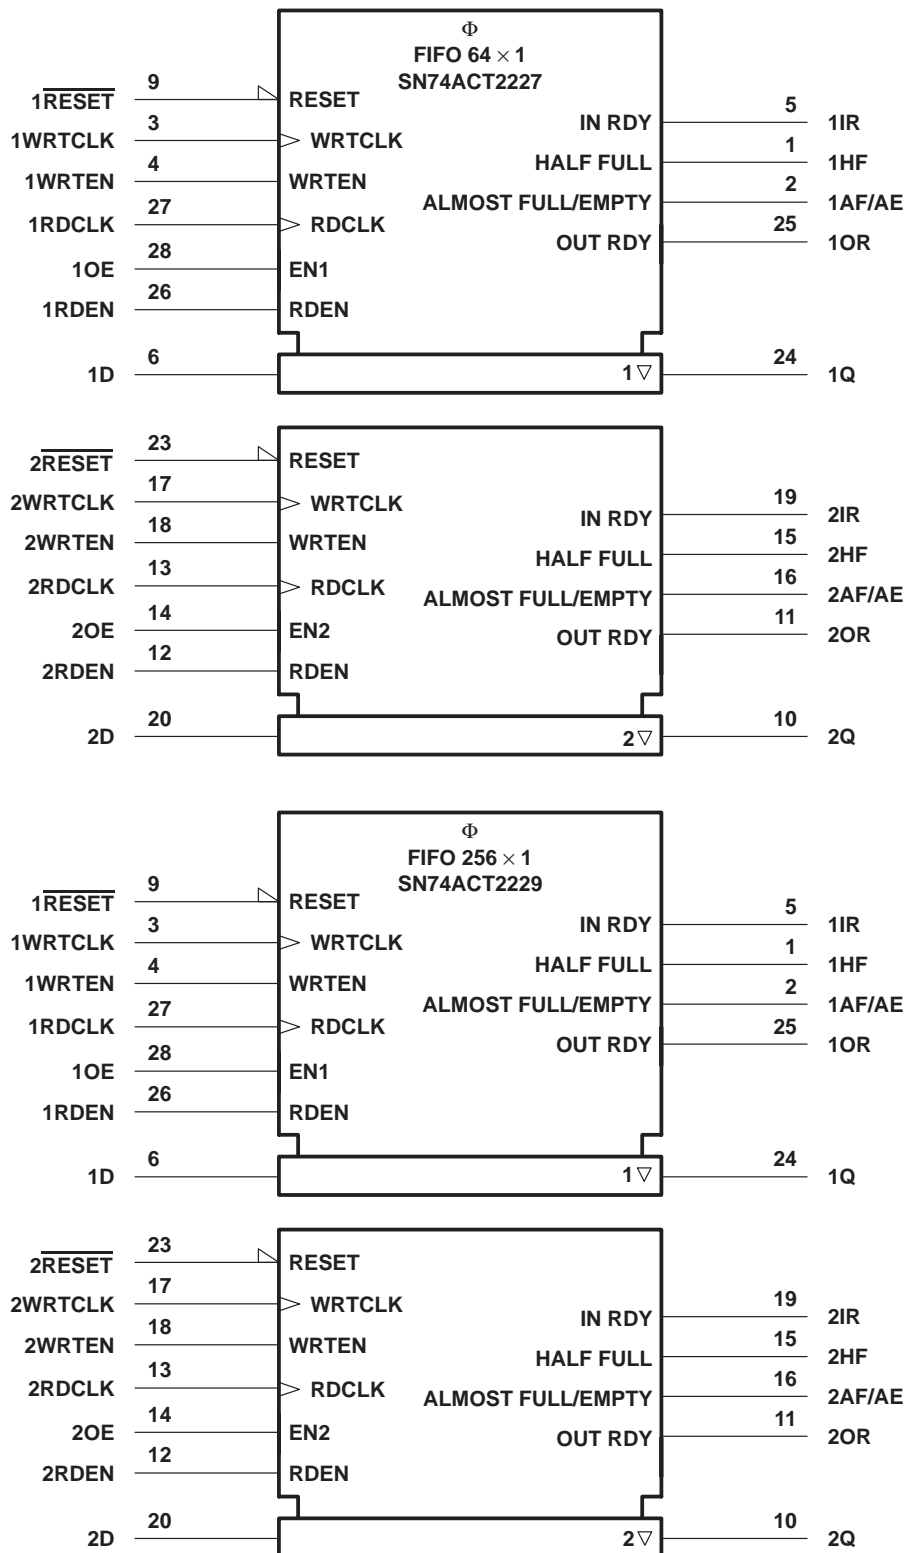 Φ
FIFO 64 × 1
SN74ACT2227
1RESET 9 RESET
1WRTCLK 3 WRTCLK
1WRTEN 4 WRTEN
1RDCLK 27 RDCLK
1OE 28 EN1
1RDEN 26 RDEN
IN RDY 5 1IR
HALF FULL 1 1HF
ALMOST FULL/EMPTY 2 1AF/AE
OUT RDY 25 1OR
1D 6 1 ▽ 24 1Q
2RESET 23 RESET
2WRTCLK 17 WRTCLK
2WRTEN 18 WRTEN
2RDCLK 13 RDCLK
2OE 14 EN2
2RDEN 12 RDEN
IN RDY 19 2IR
HALF FULL 15 2HF
ALMOST FULL/EMPTY 16 2AF/AE
OUT RDY 11 2OR
2D 20 2 ▽ 10 2Q
Φ
FIFO 256 × 1
SN74ACT2229
1RESET 9 RESET
1WRTCLK 3 WRTCLK
1WRTEN 4 WRTEN
1RDCLK 27 RDCLK
1OE 28 EN1
1RDEN 26 RDEN
IN RDY 5 1IR
HALF FULL 1 1HF
ALMOST FULL/EMPTY 2 1AF/AE
OUT RDY 25 1OR
1D 6 1 ▽ 24 1Q
2RESET 23 RESET
2WRTCLK 17 WRTCLK
2WRTEN 18 WRTEN
2RDCLK 13 RDCLK
2OE 14 EN2
2RDEN 12 RDEN
IN RDY 19 2IR
HALF FULL 15 2HF
ALMOST FULL/EMPTY 16 2AF/AE
OUT RDY 11 2OR
2D 20 2 ▽ 10 2Q